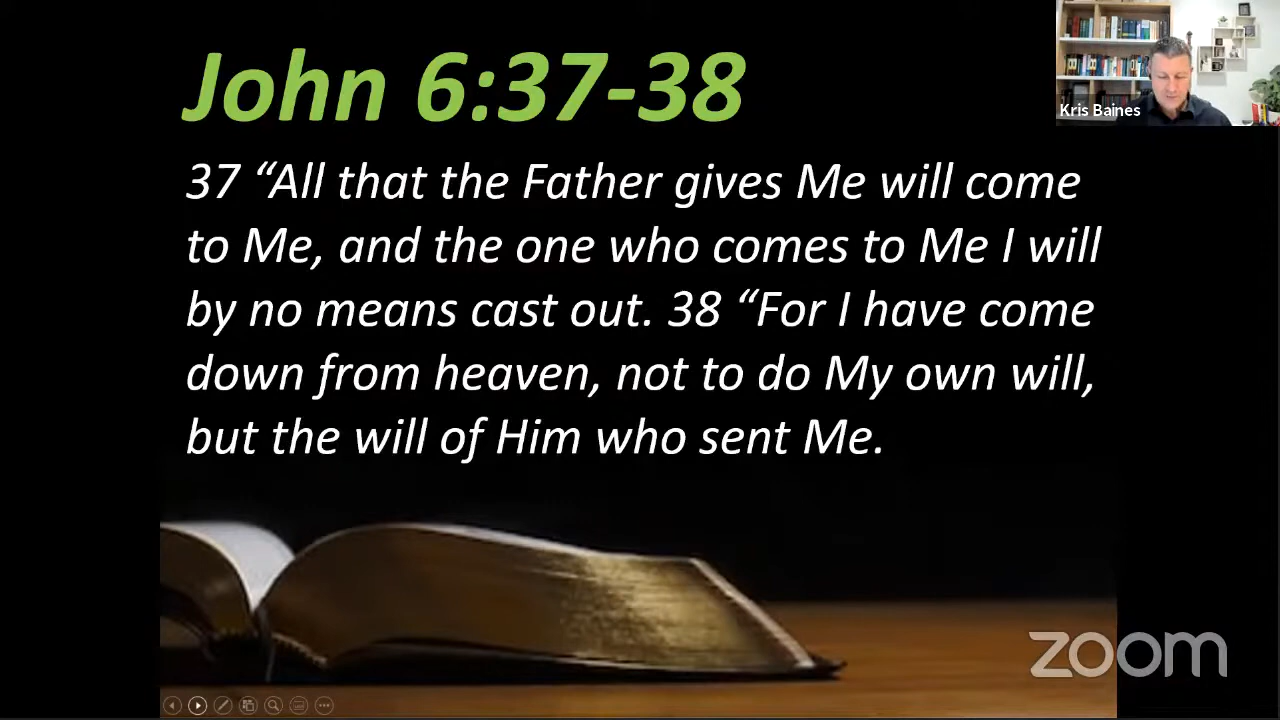 John 6:37-38
Kris Baines
37 “All that the Father gives Me will come
to Me, and the one who comes to Me I will
by no means cast out. 38 “For I have come
down from heaven, not to do My own will,
but the will of Him who sent Me.
zoom